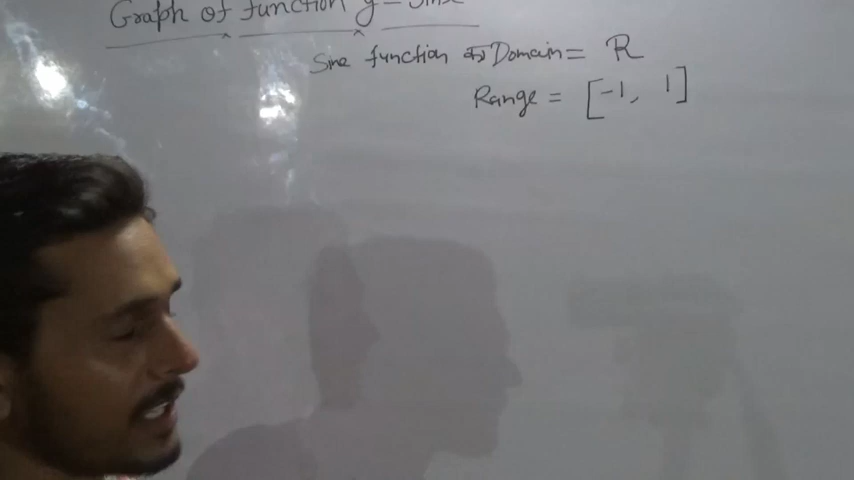 Graph of function y = Sinx
Sine function का Domain = R
Range = [-1, 1]